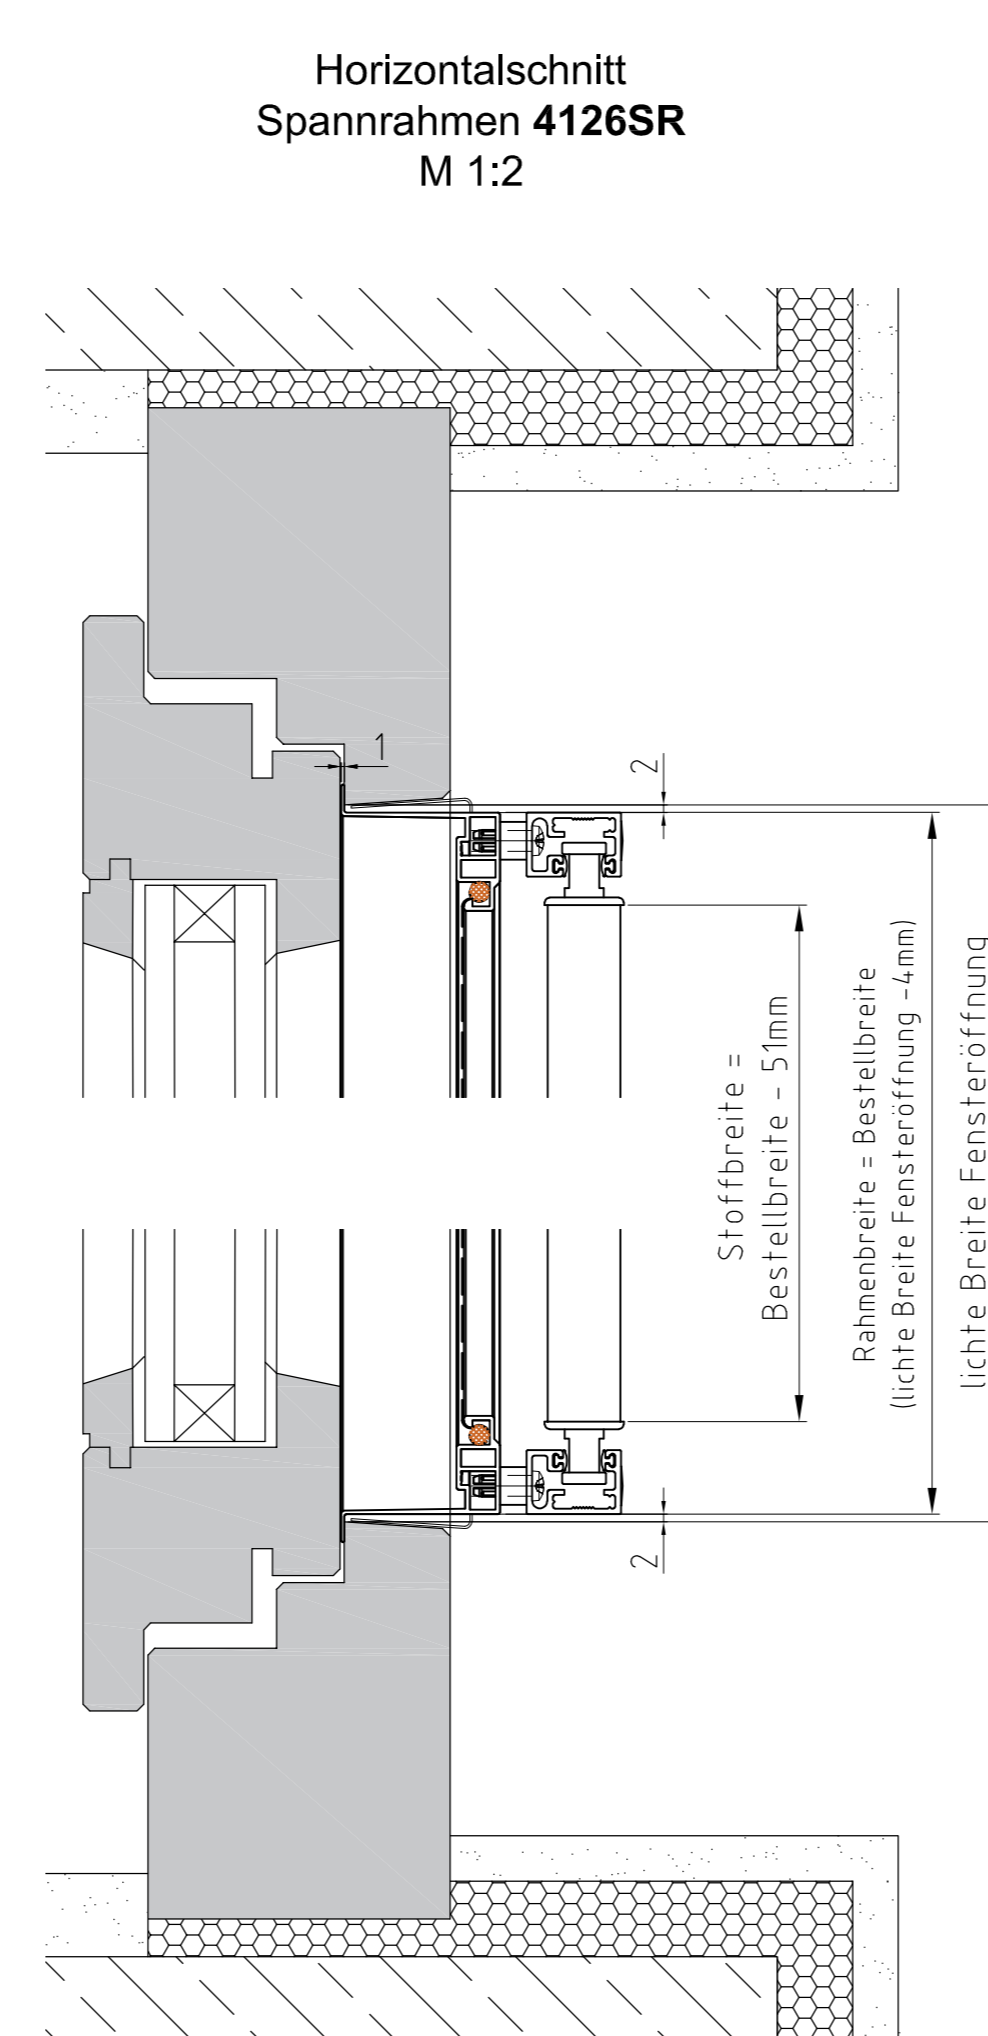 Horizontalschnitt
Spannrahmen 4126SR
M 1:2
1
2
Stoffbreite =
Bestellbreite - 51mm
Rahmenbreite = Bestellbreite
(lichte Breite Fensteröffnung -4mm)
lichte Breite Fensteröffnung
2